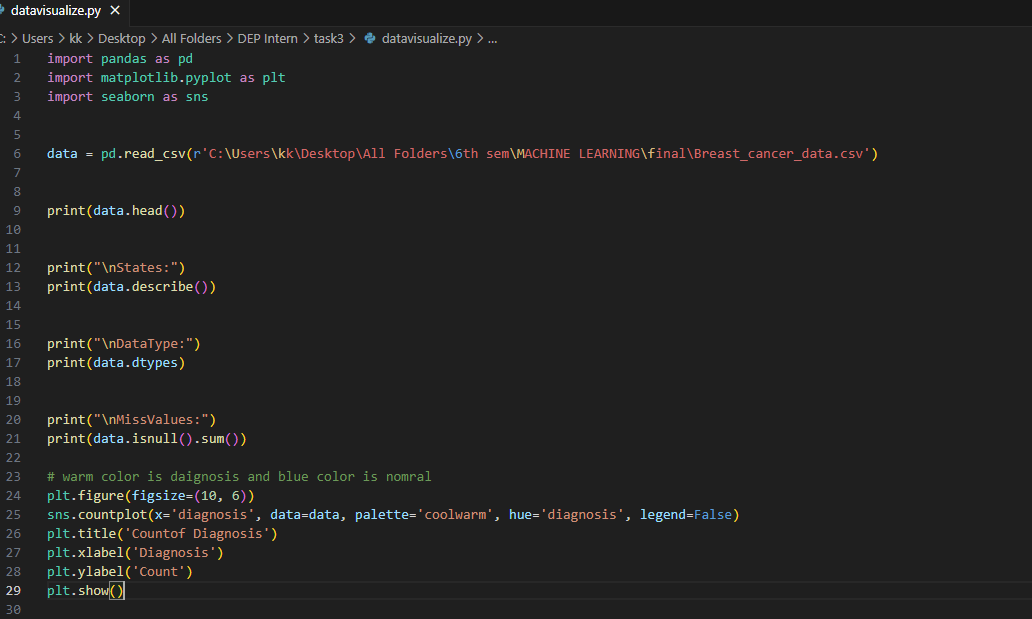 datavisualize.py ×
C: > Users > kk > Desktop > All Folders > DEP Intern > task3 > datavisualize.py > ...
1 import pandas as pd
2 import matplotlib.pyplot as plt
3 import seaborn as sns
4
5
6 data = pd.read_csv(r'C:\Users\kk\Desktop\All Folders\6th sem\MACHINE LEARNING\final\Breast_cancer_data.csv')
7
8
9 print(data.head())
10
11
12 print("\nStates:")
13 print(data.describe())
14
15
16 print("\nDataType:")
17 print(data.dtypes)
18
19
20 print("\nMissValues:")
21 print(data.isnull().sum())
22
23 # warm color is daignosis and blue color is nomral
24 plt.figure(figsize=(10, 6))
25 sns.countplot(x='diagnosis', data=data, palette='coolwarm', hue='diagnosis', legend=False)
26 plt.title('Countof Diagnosis')
27 plt.xlabel('Diagnosis')
28 plt.ylabel('Count')
29 plt.show()
30